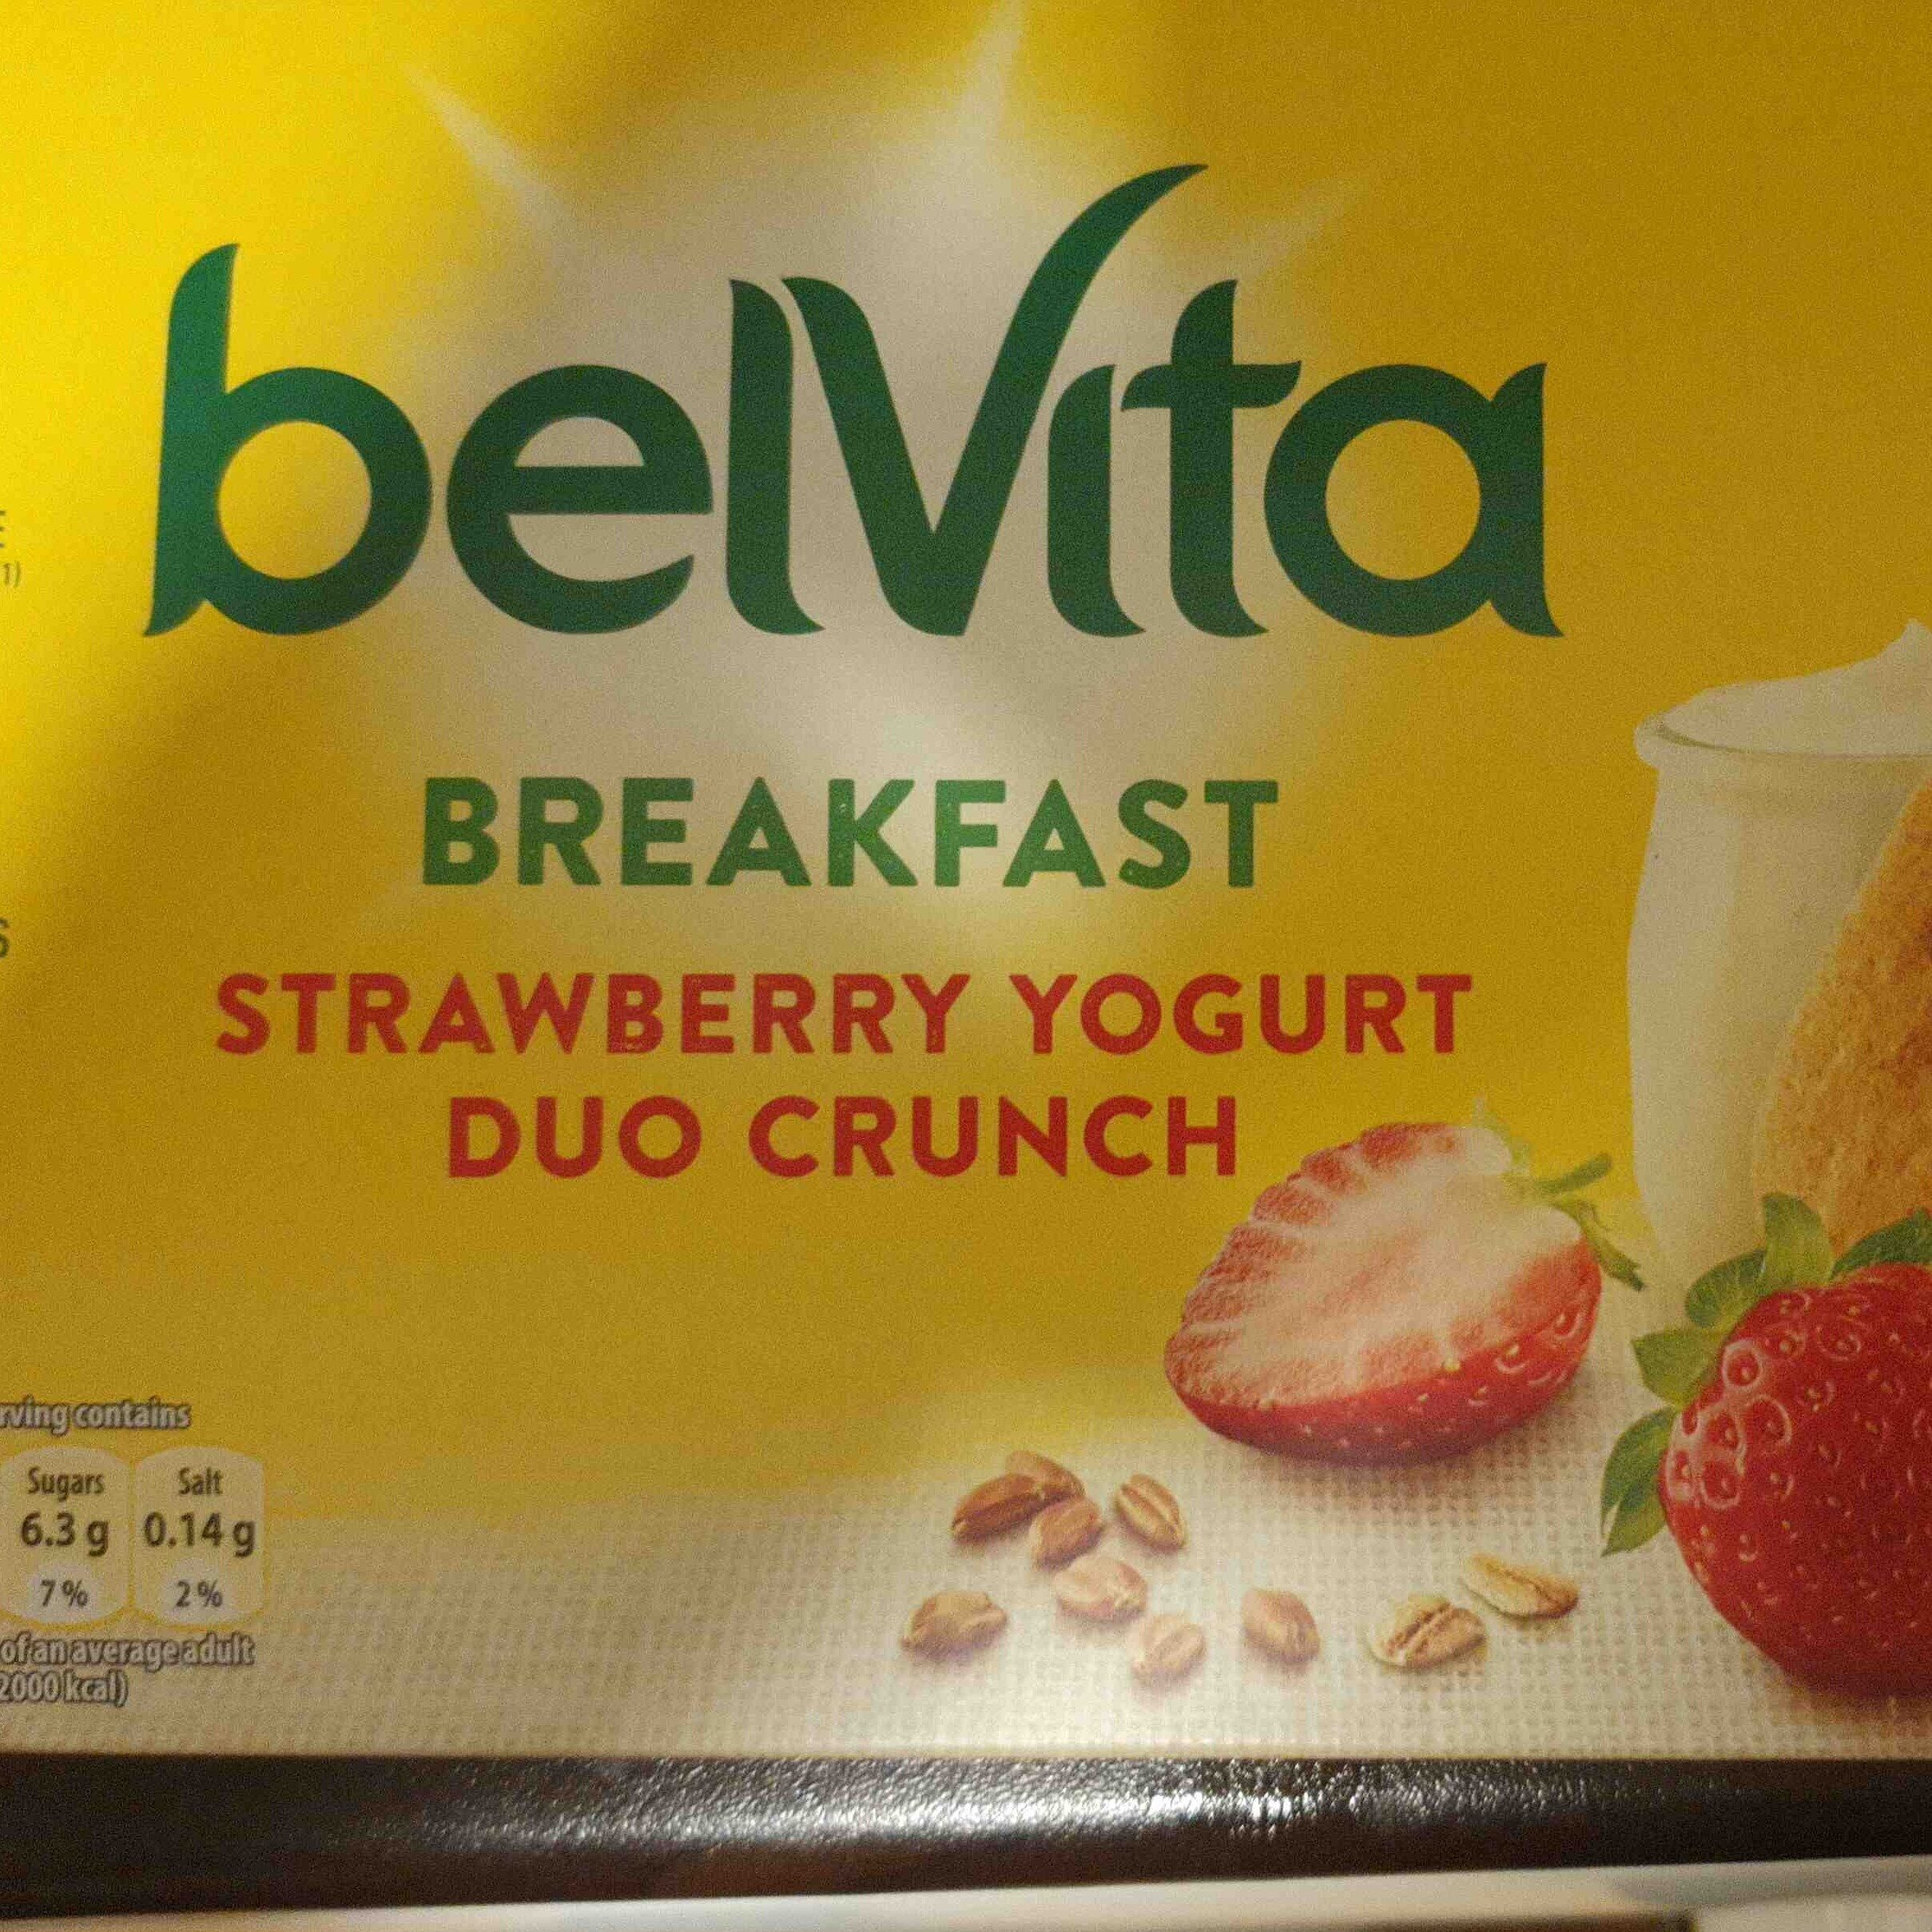 belVita
BREAKFAST
STRAWBERRY YOGURT
DUO CRUNCH
contains
Sugars Salt
6.3 g 0.14 g
7% 2%
of an average adult
2000 kcal)